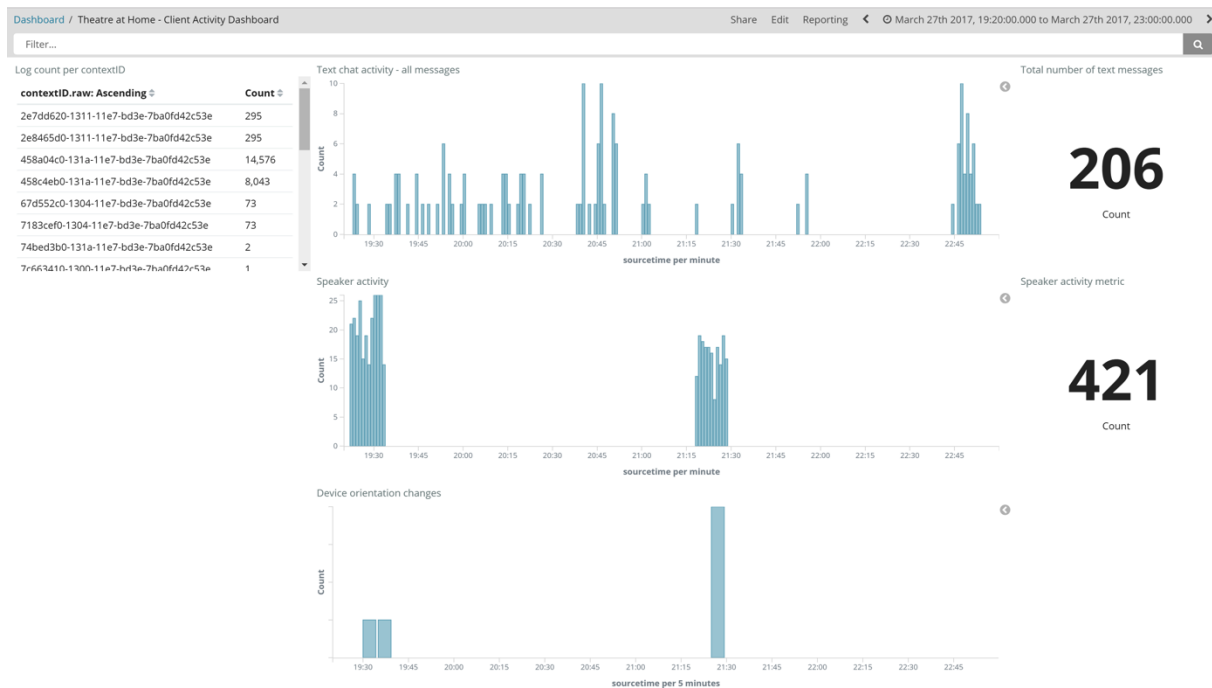 Dashboard / Theatre at Home - Client Activity Dashboard
Share Edit Reporting March 27th 2017, 19:20:00.000 to March 27th 2017, 23:00:00.000
Filter...
Log count per contextID
contextID.raw: Ascending Count
2e7dd620-1311-11e7-bd3e-7ba0fd42c53e 295
2e8465d0-1311-11e7-bd3e-7ba0fd42c53e 295
458a04c0-131a-11e7-bd3e-7ba0fd42c53e 14,576
458c4eb0-131a-11e7-bd3e-7ba0fd42c53e 8,043
67d552c0-1304-11e7-bd3e-7ba0fd42c53e 73
7183cef0-1304-11e7-bd3e-7ba0fd42c53e 73
74bed3b0-131a-11e7-bd3e-7ba0fd42c53e 2
7c663410-1300-11e7-bd3e-7ba0fd42c53e 1
Text chat activity - all messages
10
8
6
4
2
0
Count
19:30 19:45 20:00 20:15 20:30 20:45 21:00 21:15 21:30 21:45 22:00 22:15 22:30 22:45
sourcetime per minute
Total number of text messages
206
Count
Speaker activity
25
20
15
10
5
0
Count
19:30 19:45 20:00 20:15 20:30 20:45 21:00 21:15 21:30 21:45 22:00 22:15 22:30 22:45
sourcetime per minute
Speaker activity metric
421
Count
Device orientation changes
Count
19:30 19:45 20:00 20:15 20:30 20:45 21:00 21:15 21:30 21:45 22:00 22:15 22:30 22:45
sourcetime per 5 minutes